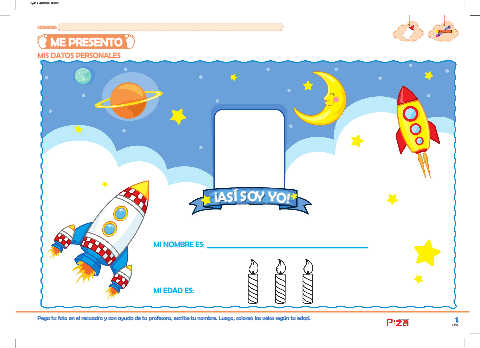 ME PRESENTO
MIS DATOS PERSONALES
¡ASÍ SOY YO!
MI NOMBRE ES:
MI EDAD ES:
Pega tu foto en el recuadro y con ayuda de tu profesora, escribe tu nombre. Luego, colorea las velas según tu edad.
1